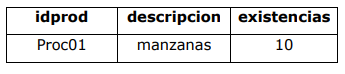 idprod descripcion existencias
Proc01 manzanas 10